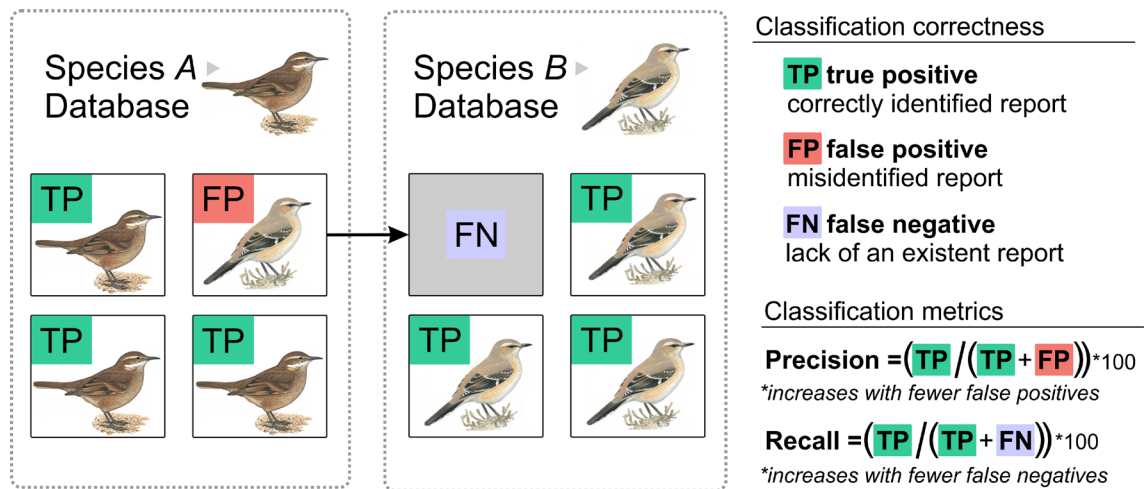 Species A
Database
TP
FP
TP
TP
Species B
Database
FN
TP
TP
TP
Classification correctness
TP true positive
correctly identified report
FP false positive
misidentified report
FN false negative
lack of an existent report
Classification metrics
Precision =(TP/(TP+FP))*100
*increases with fewer false positives
Recall =(TP/(TP+FN))*100
*increases with fewer false negatives